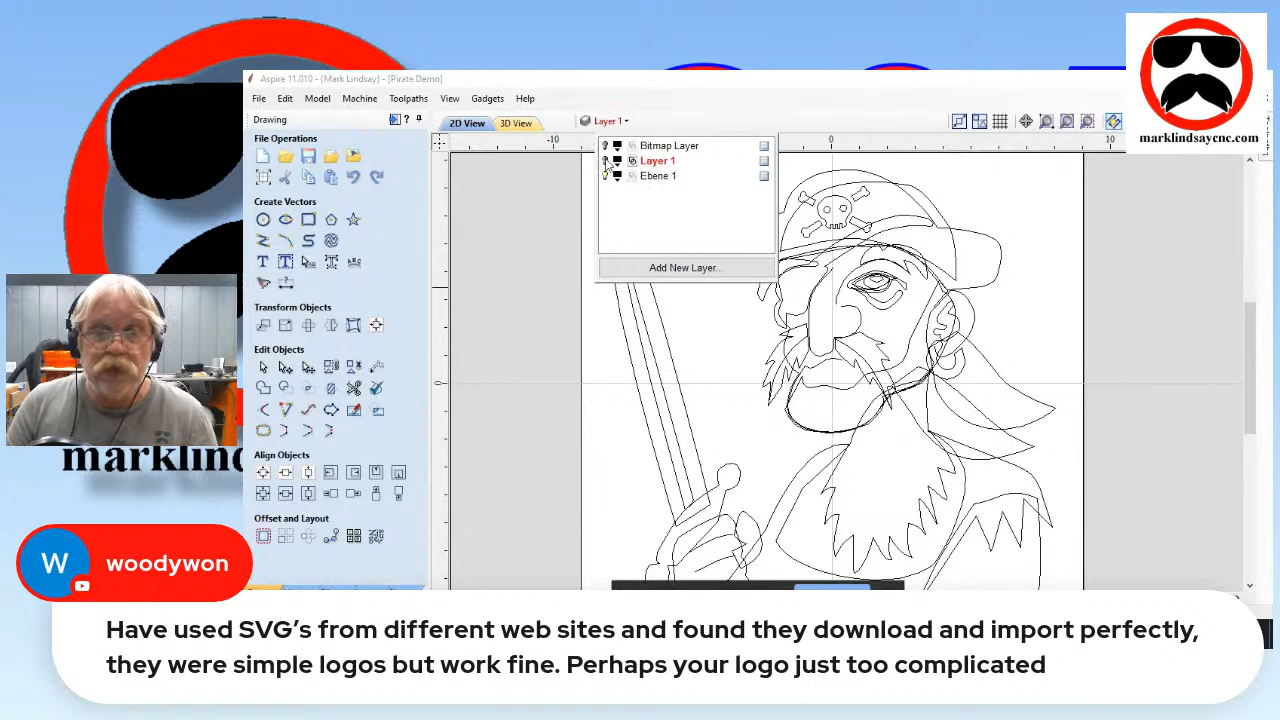 marklindsaycnc.com
Aspire 11.010 - {Mark Lindsay} - [Pirate Demo]
File Edit Model Machine Toolpaths View Gadgets Help
Drawing
2D View
3D View
Layer 1
-10
0
10
Bitmap Layer
Layer 1
Ebene 1
Add New Layer...
File Operations
Create Vectors
Transform Objects
Edit Objects
Align Objects
Offset and Layout
0
marklindsa
W
woodywon
Have used SVG's from different web sites and found they download and import perfectly,
they were simple logos but work fine. Perhaps your logo just too complicated